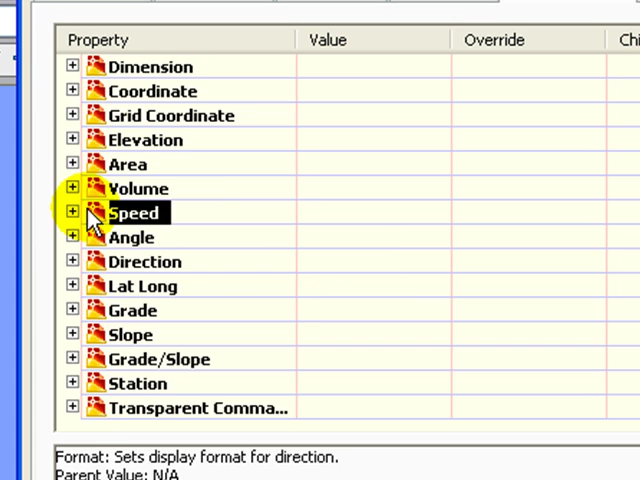 Property Value Override Chi
Dimension
Coordinate
Grid Coordinate
Elevation
Area
Volume
Speed
Angle
Direction
Lat Long
Grade
Slope
Grade/Slope
Station
Transparent Comma...
Format: Sets display format for direction.
Parent Value: N/A